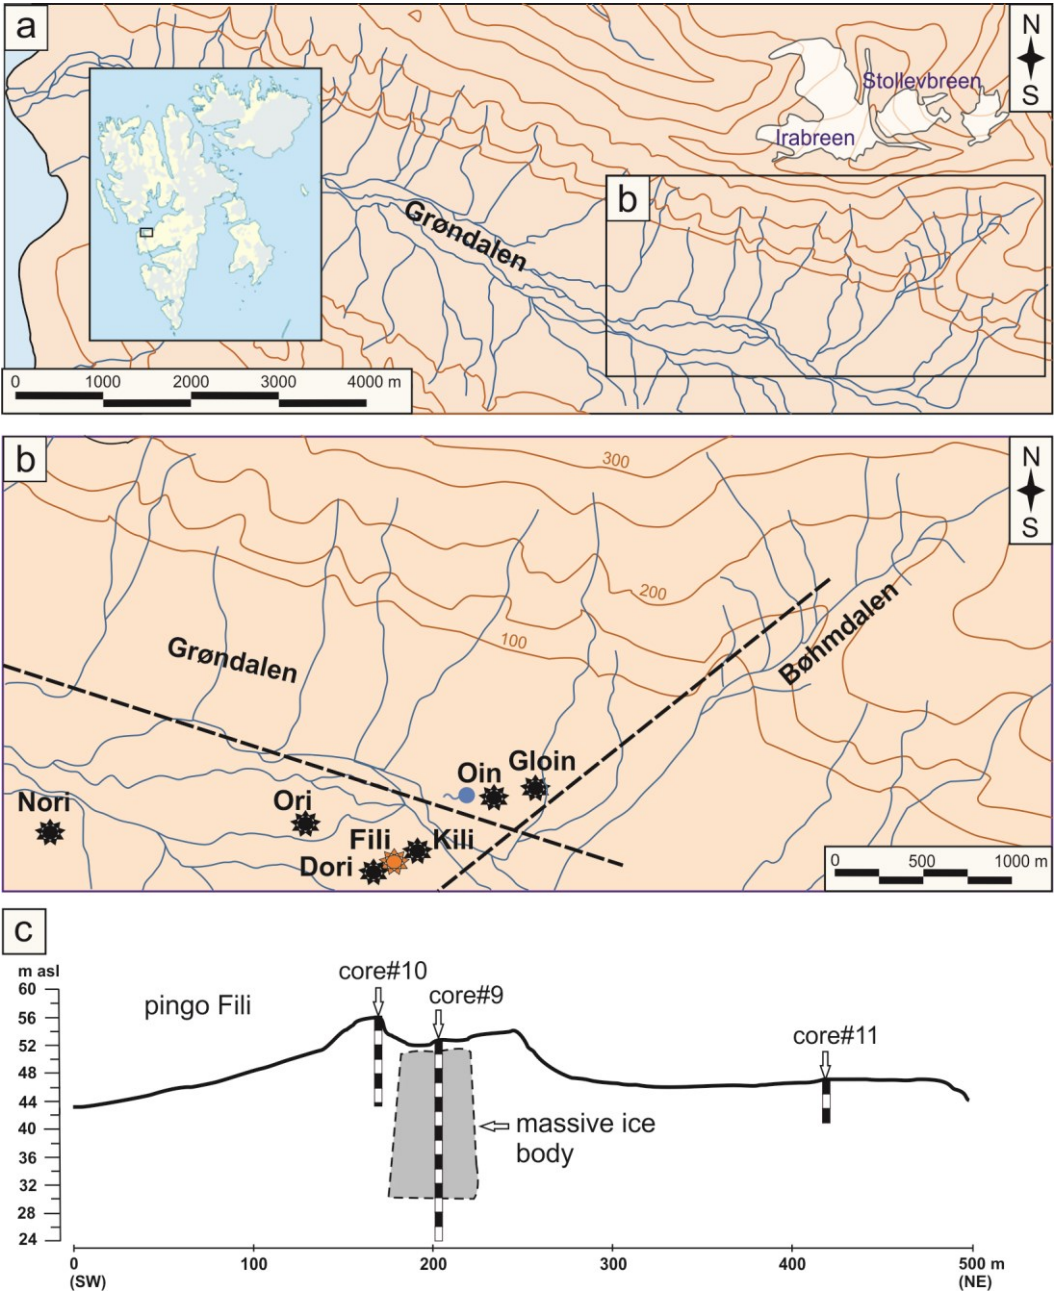 a
N
S
Stollevbreen
Irabreen
b
Grøndalen
0 1000 2000 3000 4000 m
b
N
S
300
200
100
Grøndalen
Bøhmdalen
Gloin
Oin
Nori
Ori
Fili
Kili
Dori
0 500 1000 m
c
m asl
60
56
52
48
44
40
36
32
28
24
pingo Fili
core#10
core#9
core#11
massive ice
body
0 100 200 300 400 500 m
(SW) (NE)